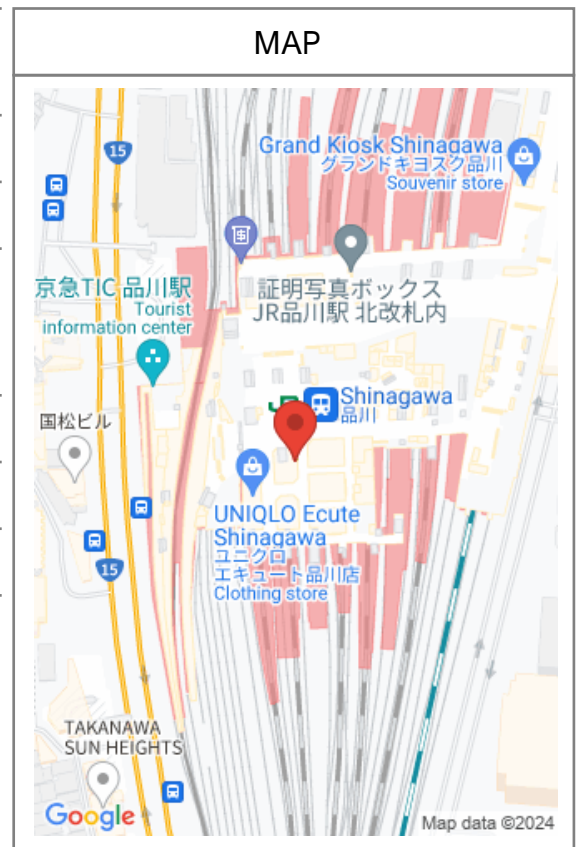 MAP
15
Grand Kiosk Shinagawa
グランドキヨスク品川
Souvenir store
京急TIC 品川駅
Tourist
information center
証明写真ボックス
JR品川駅 北改札内
JR
Shinagawa
品川
国松ビル
UNIQLO Ecute
Shinagawa
ユニクロ
エキュート品川店
Clothing store
15
TAKANAWA
SUN HEIGHTS
Google
Map data ©2024